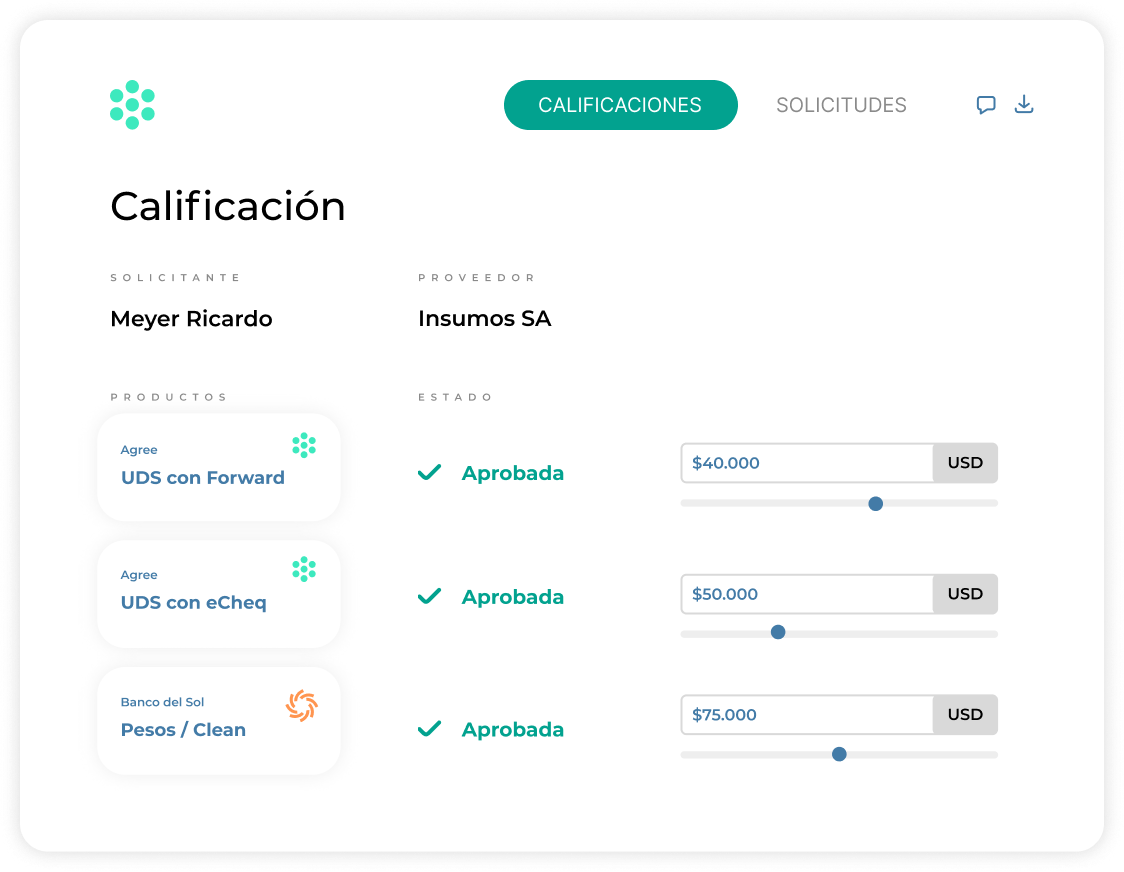 CALIFICACIONES
SOLICITUDES
Calificación
SOLICITANTE
PROVEEDOR
Meyer Ricardo
Insumos SA
PRODUCTOS
ESTADO
Agree
UDS con Forward
Aprobada
$40.000
USD
Agree
UDS con eCheq
Aprobada
$50.000
USD
Banco del Sol
Pesos / Clean
Aprobada
$75.000
USD